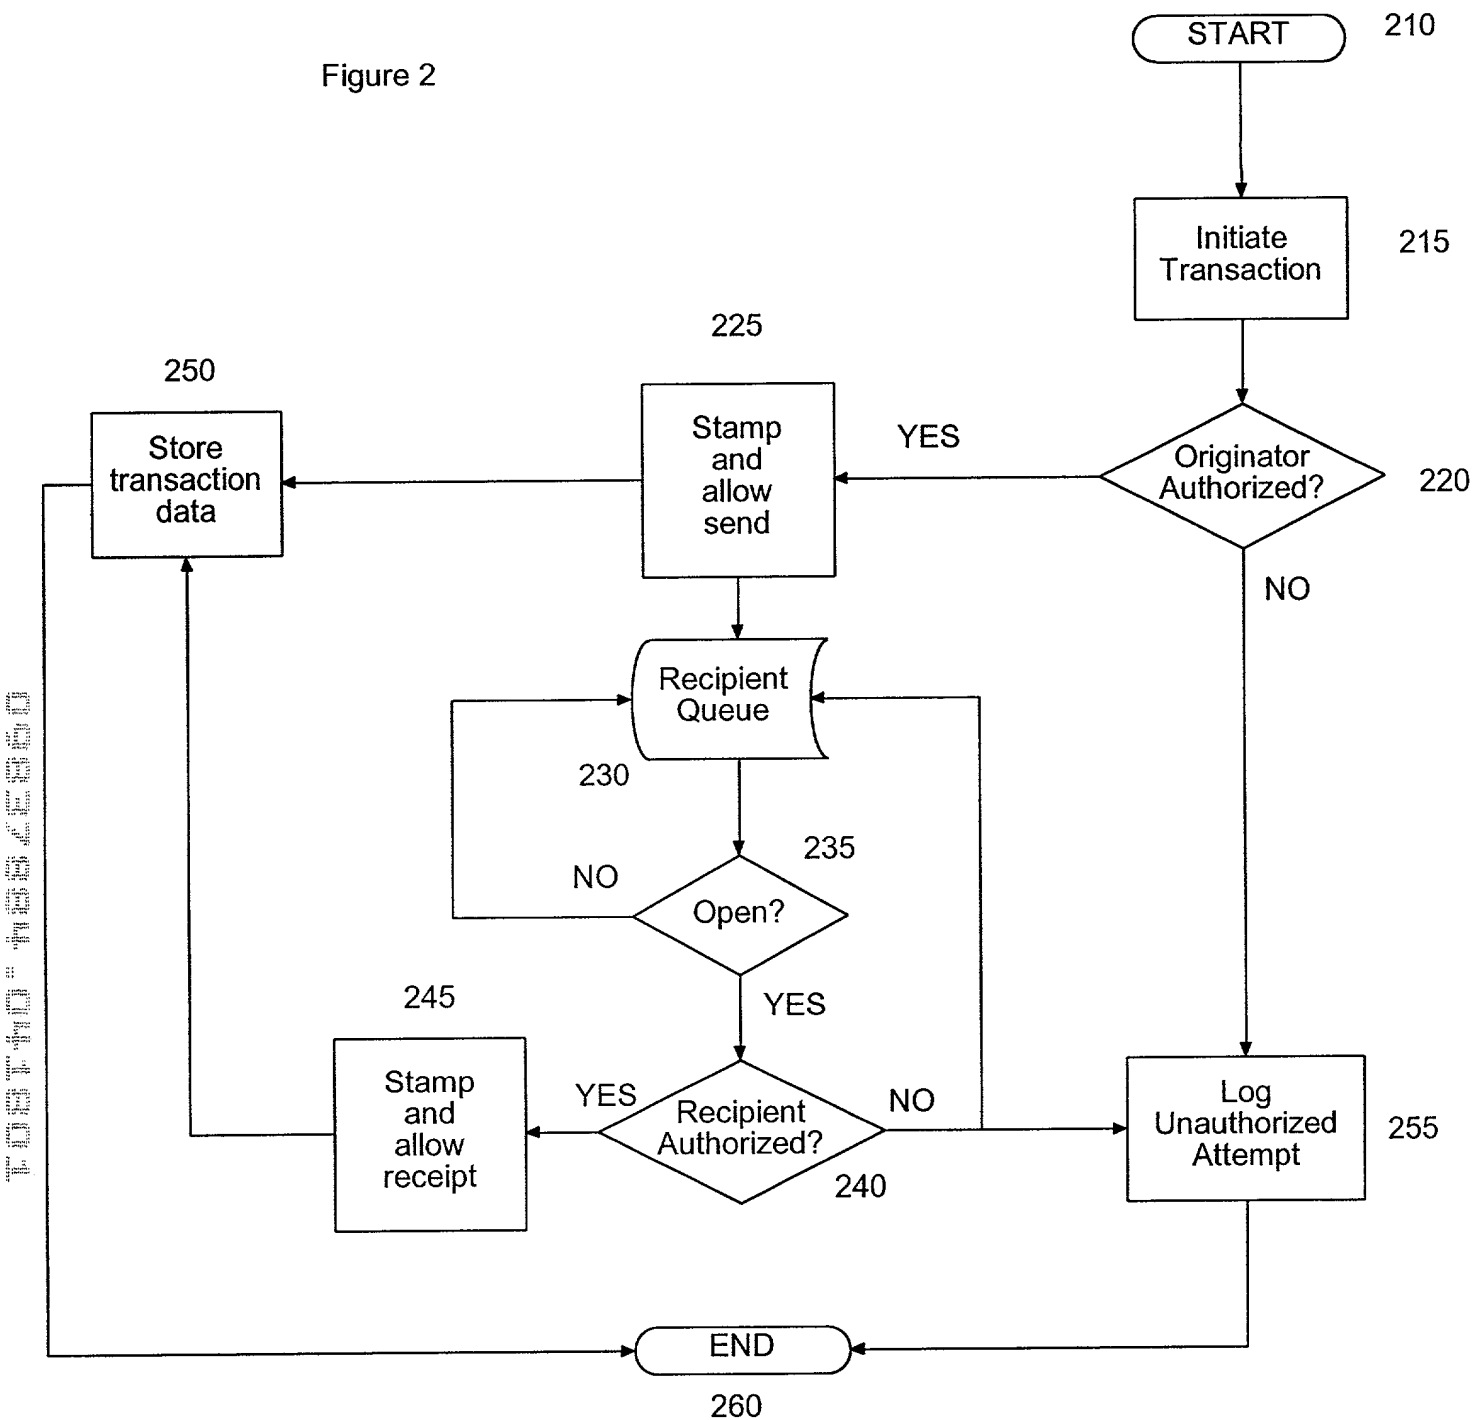 START
210
Figure 2
Initiate
Transaction
215
225
250
Stamp
and
allow
send
YES
Originator
Authorized?
220
Store
transaction
data
NO
Recipient
Queue
230
235
NO
Open?
245
YES
Stamp
and
allow
receipt
YES
Recipient
Authorized?
NO
240
Log
Unauthorized
Attempt
255
END
260